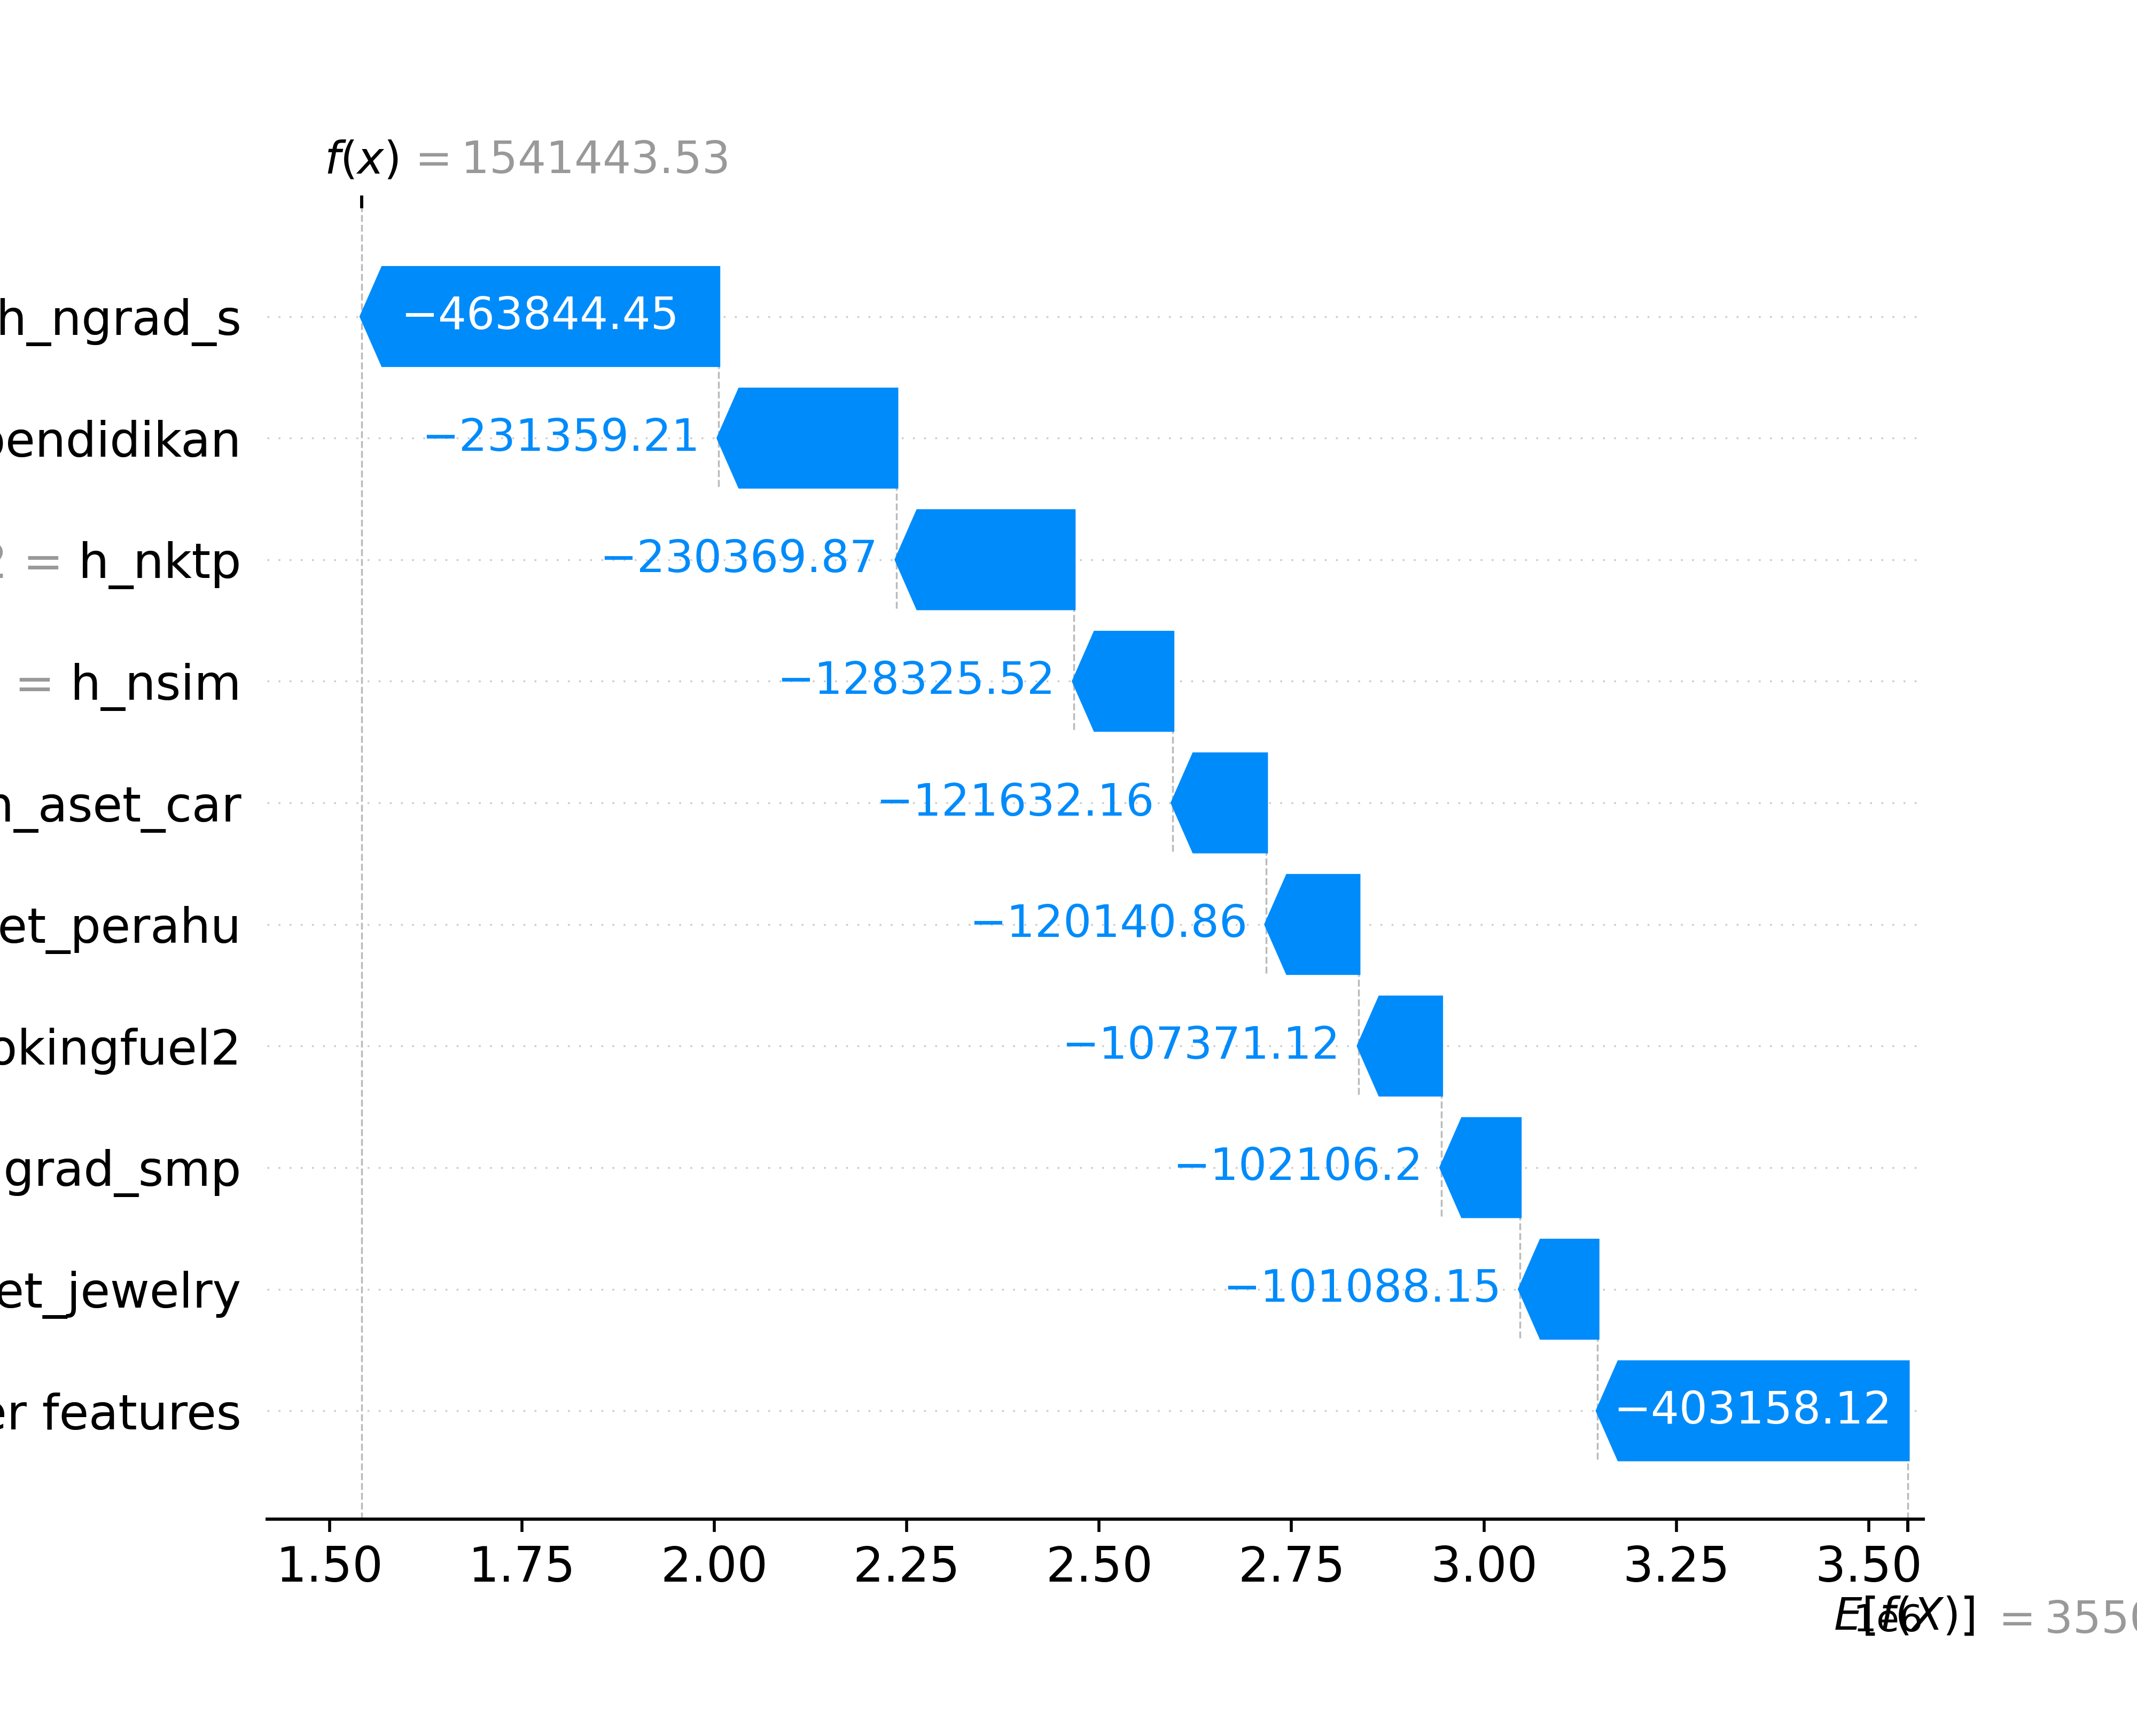 f(x) = 1541443.53
h_ngrad_s
−463844.45
pendidikan
−231359.21
2 = h_nktp
−230369.87
= h_nsim
−128325.52
h_aset_car
−121632.16
et_perahu
−120140.86
okingfuel2
−107371.12
grad_smp
−102106.2
et_jewelry
−101088.15
er features
−403158.12
1.50 1.75 2.00 2.25 2.50 2.75 3.00 3.25 3.50
1e6
E[f(X)] = 3550